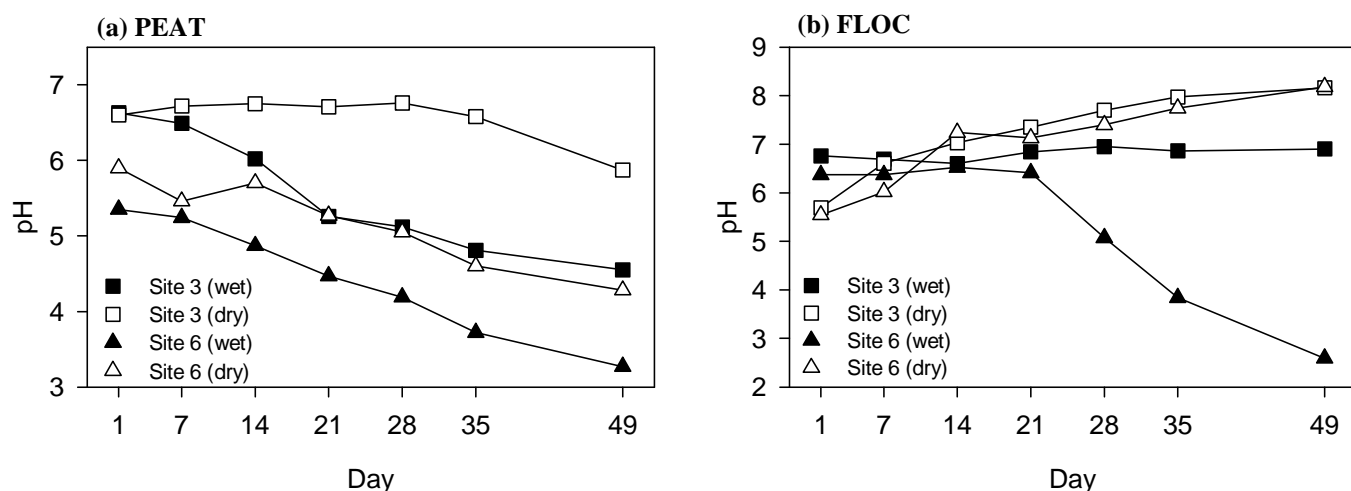 (a) PEAT
7
6
5
4
3
pH
Site 3 (wet)
Site 3 (dry)
Site 6 (wet)
Site 6 (dry)
1 7 14 21 28 35 49
Day
(b) FLOC
9
8
7
6
5
4
3
2
pH
Site 3 (wet)
Site 3 (dry)
Site 6 (wet)
Site 6 (dry)
1 7 14 21 28 35 49
Day